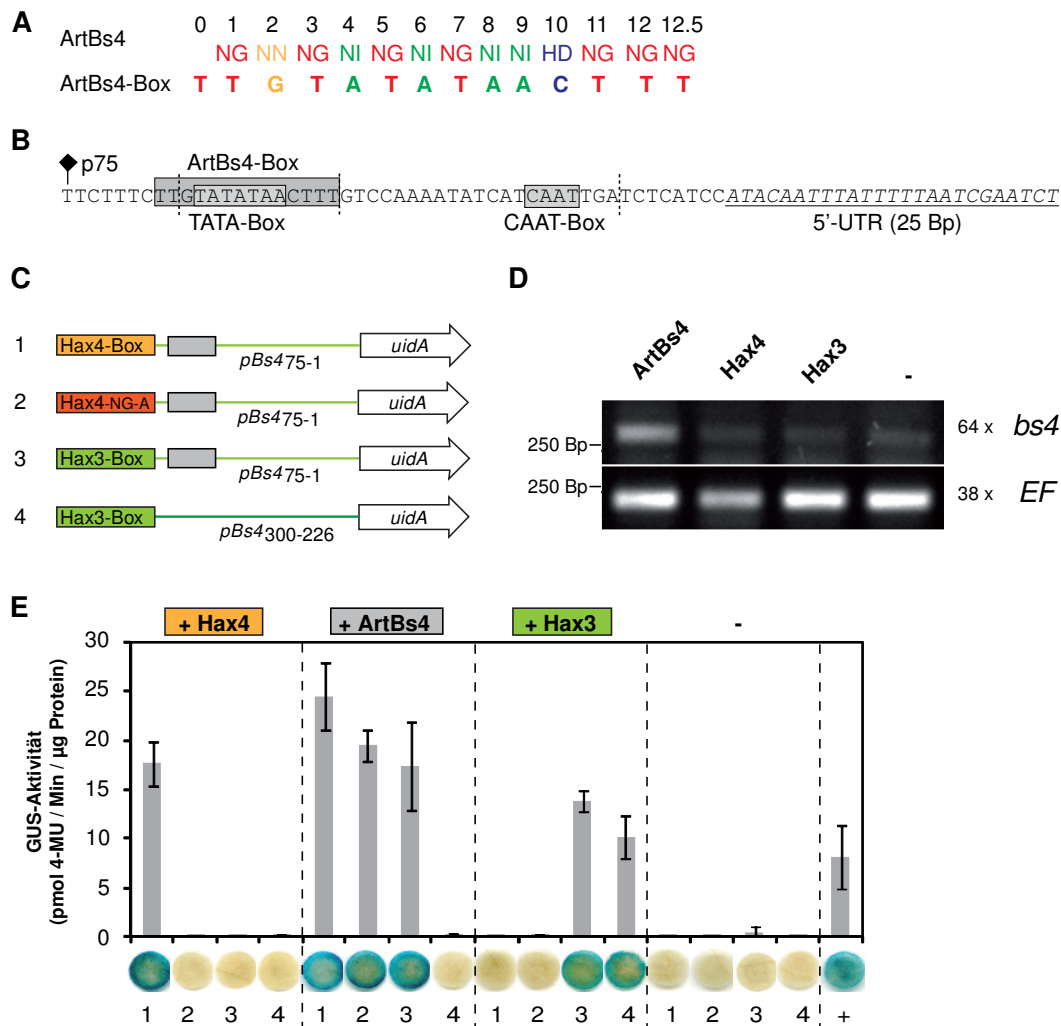 A
0 1 2 3 4 5 6 7 8 9 10 11 12 12.5
ArtBs4 NG NN NG NI NG NI NG NI NI HD NG NG NG
ArtBs4-Box T T G T A T A T A A C T T T
B
p75 ArtBs4-Box
TTCTTTCTTGTATATAACTTTGTCCAAAATATCATCAATTGATCTCATCCATACAATTTATTTTTAATCGAATCT
TATA-Box CAAT-Box 5'-UTR (25 Bp)
C
1 Hax4-Box pBs475-1 uidA
2 Hax4-NG-A pBs475-1 uidA
3 Hax3-Box pBs475-1 uidA
4 Hax3-Box pBs4300-226 uidA
D
ArtBs4 Hax4 Hax3 -
250 Bp 64 x bs4
250 Bp 38 x EF
E
+ Hax4 + ArtBs4 + Hax3 -
GUS-Aktivität
(pmol 4-MU / Min / µg Protein)
30
25
20
15
10
5
0
1 2 3 4 1 2 3 4 1 2 3 4 1 2 3 4 +